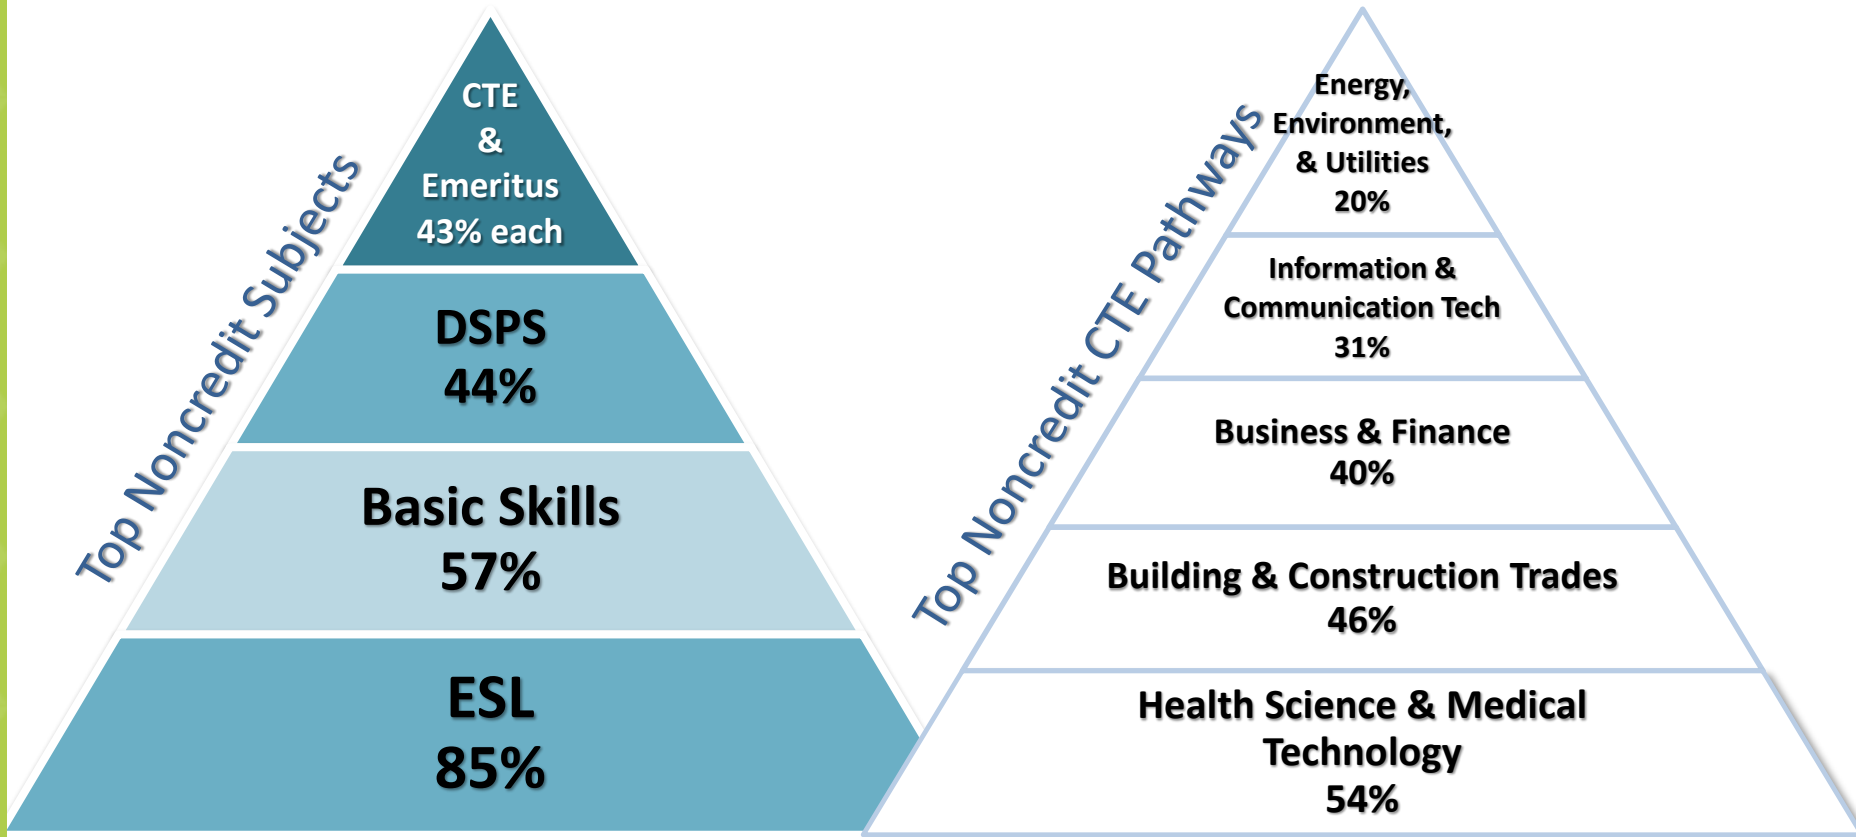 Top Noncredit Subjects
CTE
&
Emeritus
43% each
DSPS
44%
Basic Skills
57%
ESL
85%
Top Noncredit CTE Pathways
Energy,
Environment,
& Utilities
20%
Information &
Communication Tech
31%
Business & Finance
40%
Building & Construction Trades
46%
Health Science & Medical
Technology
54%